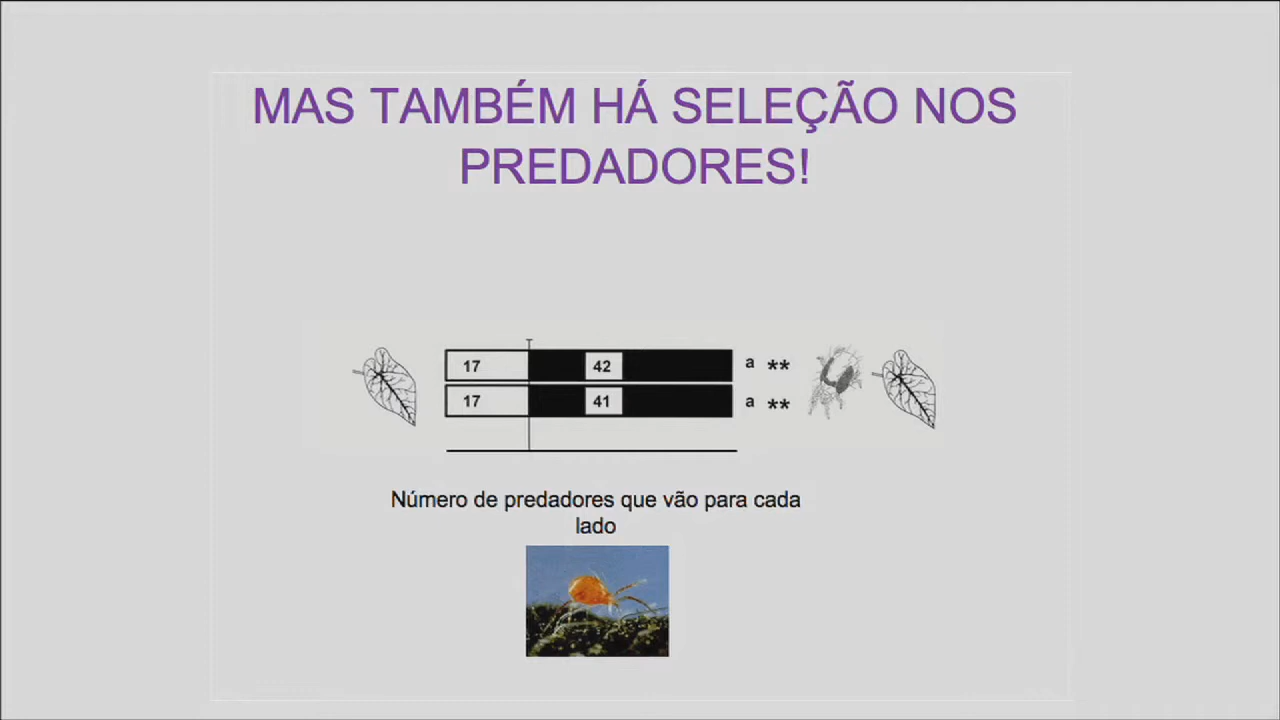 MAS TAMBÉM HÁ SELEÇÃO NOS
PREDADORES!
17 42 a **
17 41 a **
Número de predadores que vão para cada
lado